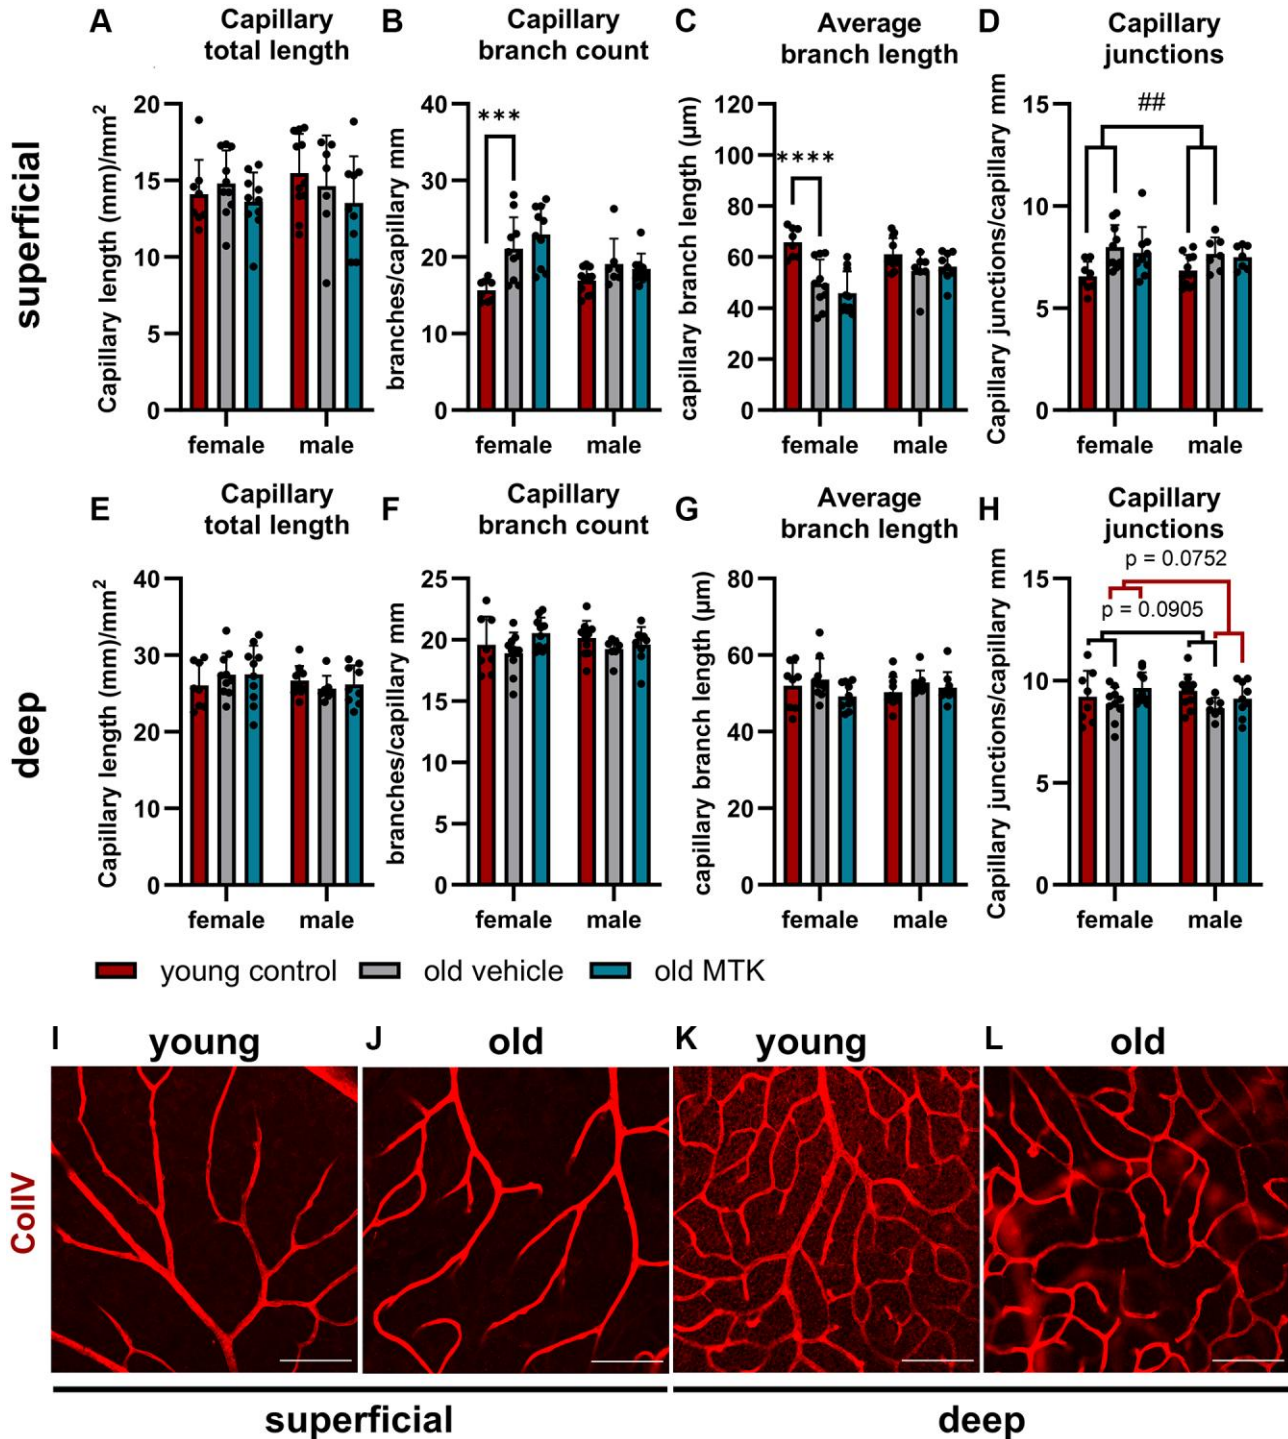 A Capillary total length
B Capillary branch count
C Average branch length
D Capillary junctions
superficial
Capillary length (mm)/mm²
20
15
10
5
0
female male
branches/capillary mm
40
30
20
10
0
***
female male
capillary branch length (µm)
120
100
80
60
40
20
0
****
female male
Capillary junctions/capillary mm
15
10
5
0
##
female male
E Capillary total length
F Capillary branch count
G Average branch length
H Capillary junctions
deep
Capillary length (mm)/mm²
40
30
20
10
0
female male
branches/capillary mm
25
20
15
10
5
0
female male
capillary branch length (µm)
80
60
40
20
0
female male
Capillary junctions/capillary mm
15
10
5
0
p = 0.0752
p = 0.0905
female male
young control old vehicle old MTK
I young J old K young L old
CollV
superficial deep